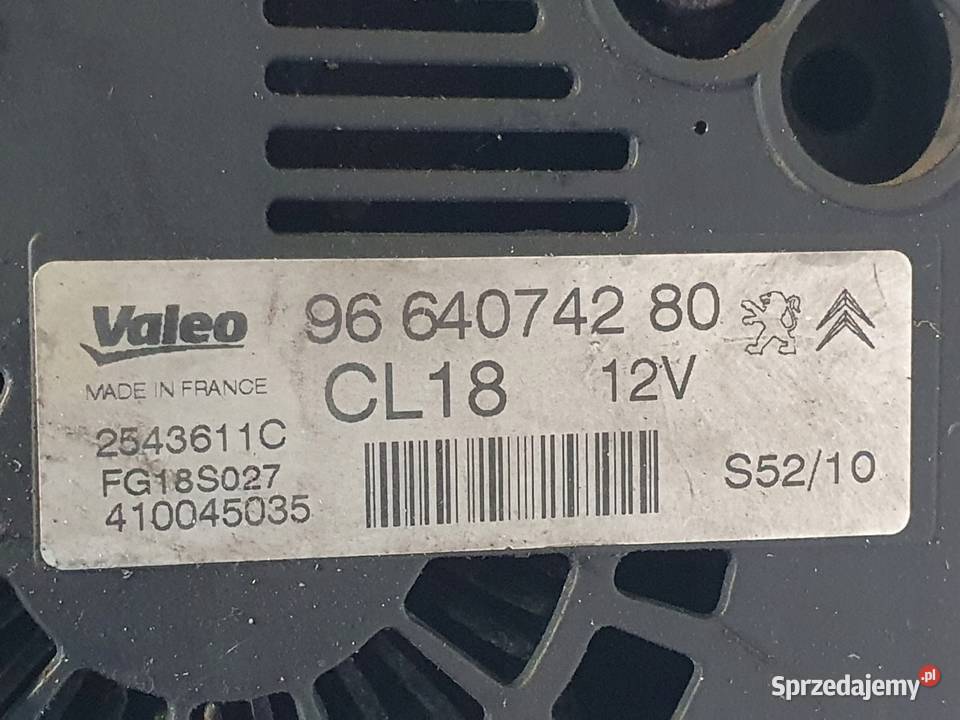 Valeo 96 640742 80
MADE IN FRANCE CL18 12V
2543611C
FG18S027 S52/10
410045035
Sprzedajemy.pl